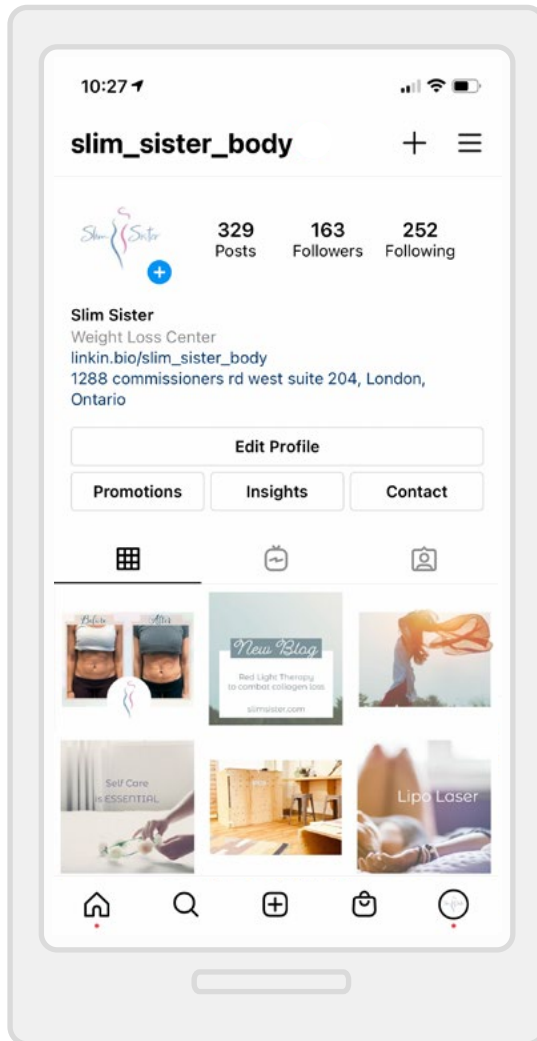 10:27
slim_sister_body
Slim Sister
329 163 252
Posts Followers Following
Slim Sister
Weight Loss Center
linkin.bio/slim_sister_body
1288 commissioners rd west suite 204, London,
Ontario
Edit Profile
Promotions Insights Contact
Before After
New Blog
Red Light Therapy
to combat collagen loss
slimsister.com
Self Care
is ESSENTIAL
Lipo Laser